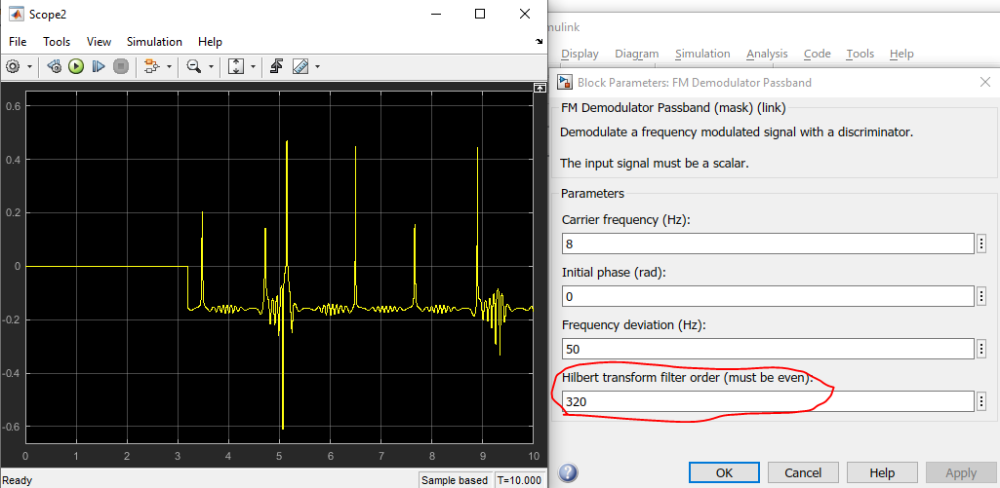 Scope2
File Tools View Simulation Help
0.6
0.4
0.2
0
-0.2
-0.4
-0.6
0 1 2 3 4 5 6 7 8 9 10
Ready Sample based T=10.000
mulink
Display Diagram Simulation Analysis Code Tools Help
Block Parameters: FM Demodulator Passband
FM Demodulator Passband (mask) (link)
Demodulate a frequency modulated signal with a discriminator.
The input signal must be a scalar.
Parameters
Carrier frequency (Hz):
8
Initial phase (rad):
0
Frequency deviation (Hz):
50
Hilbert transform filter order (must be even):
320
OK Cancel Help Apply